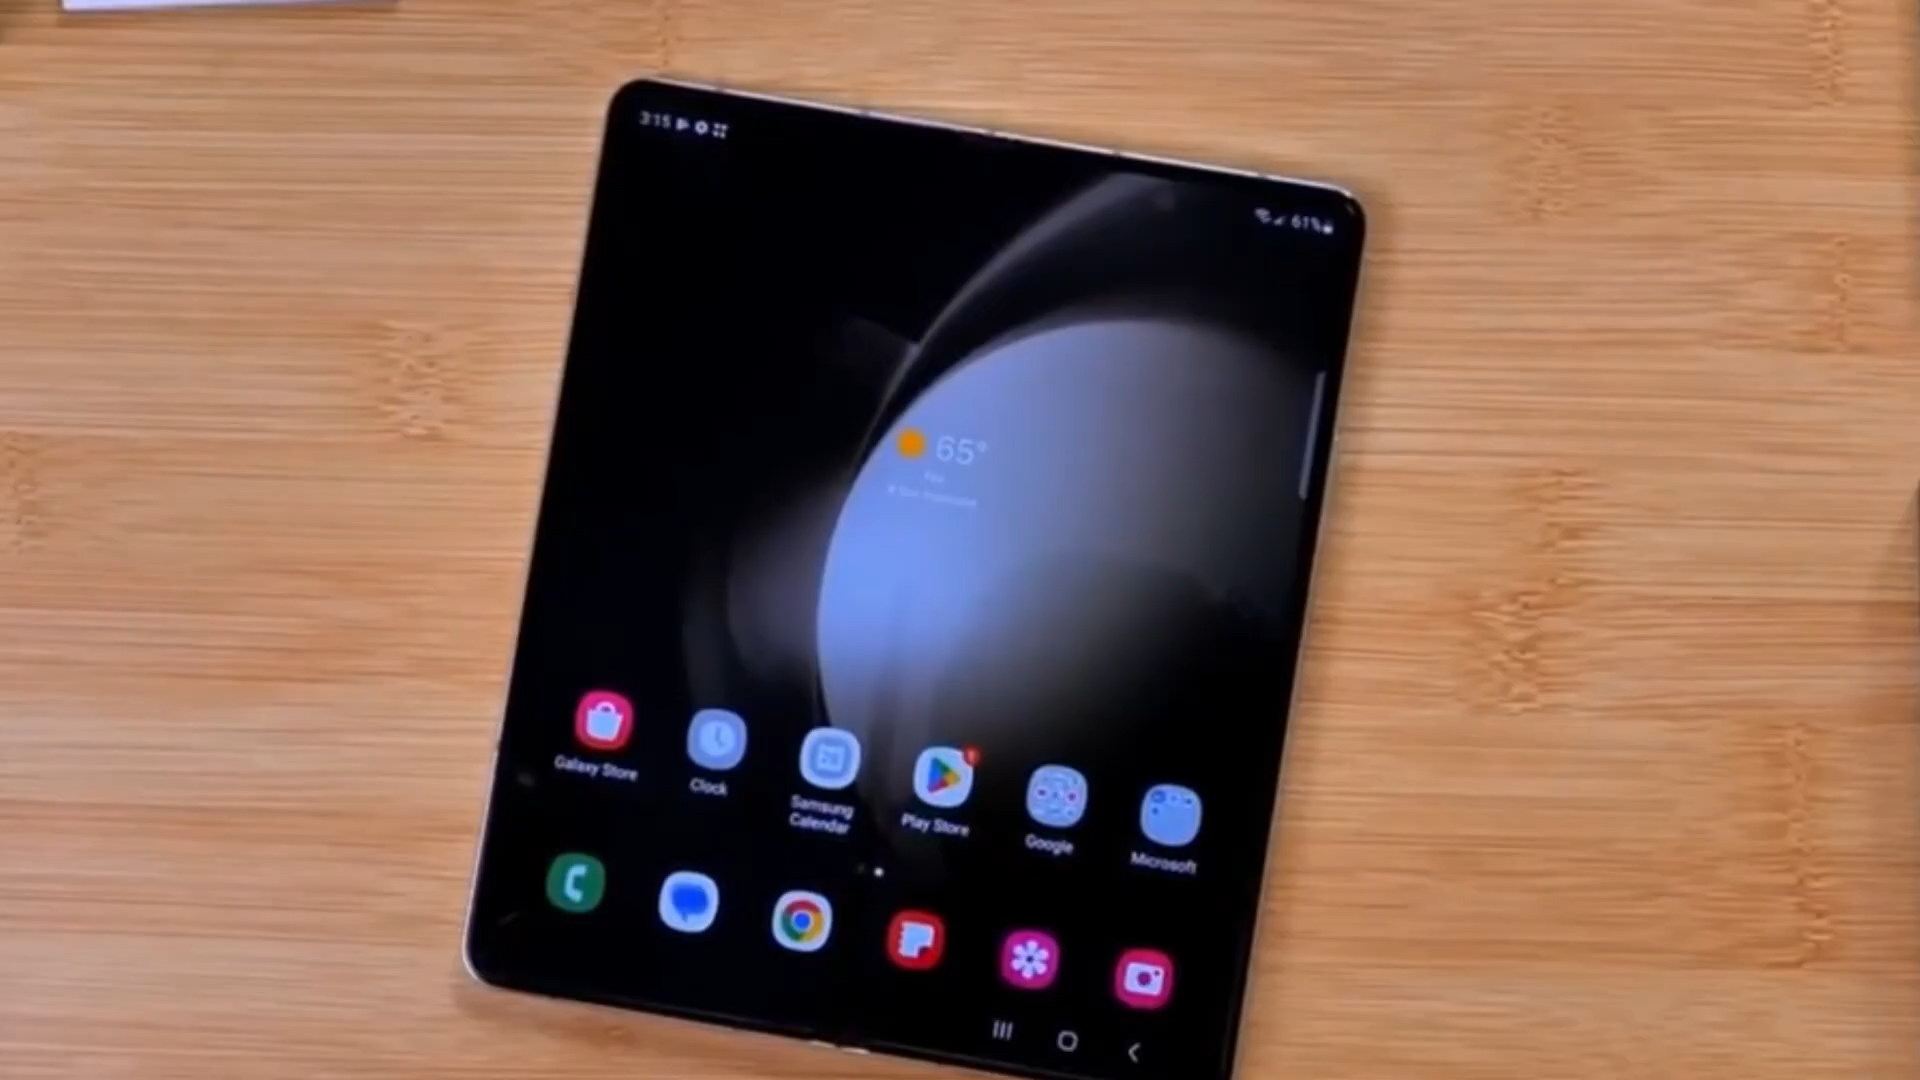 3:15
61%
65°
Galaxy Store
Clock
Samsung
Calendar
Play Store
Google
Microsoft